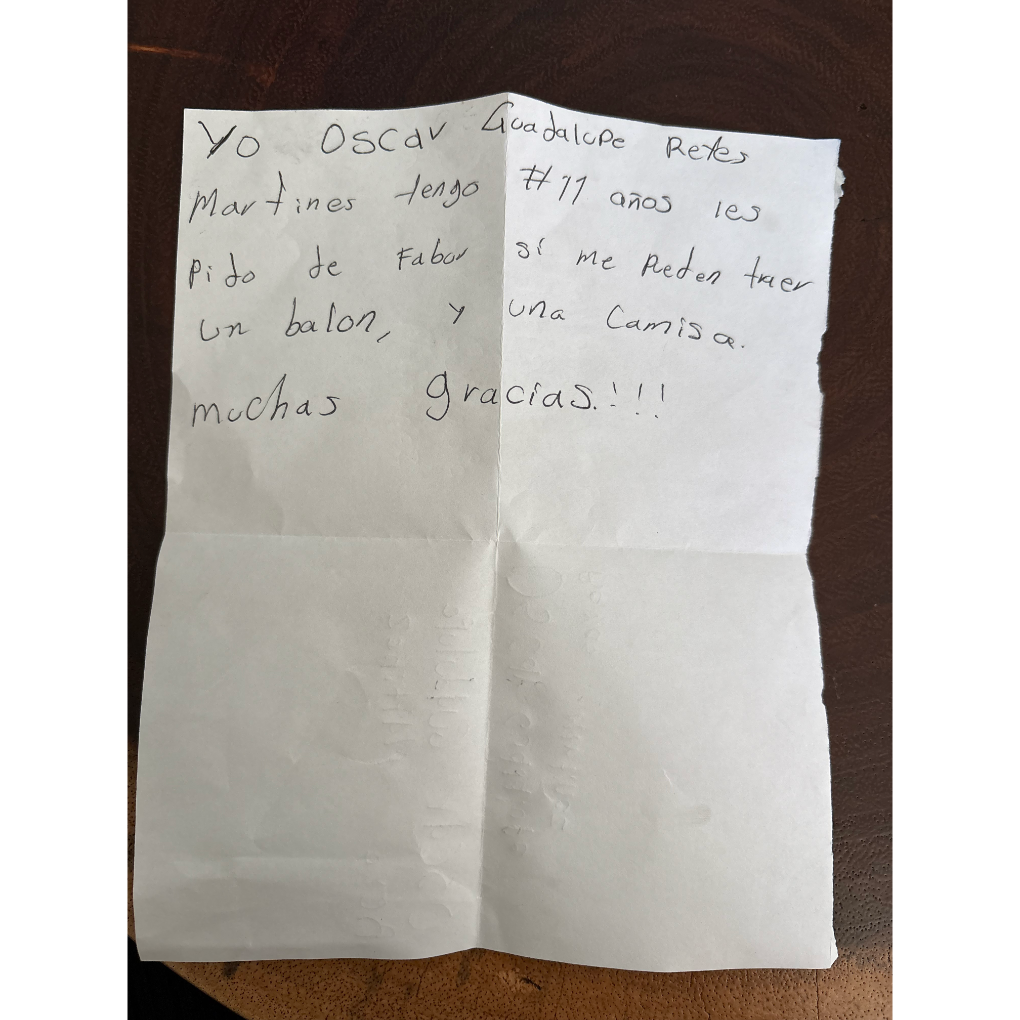 Yo Oscar Guadalupe Reyes
Martines tengo #11 años les
pido de Fabor sí me pueden traer
un balon, y una Camisa.
muchas gracias.!!!